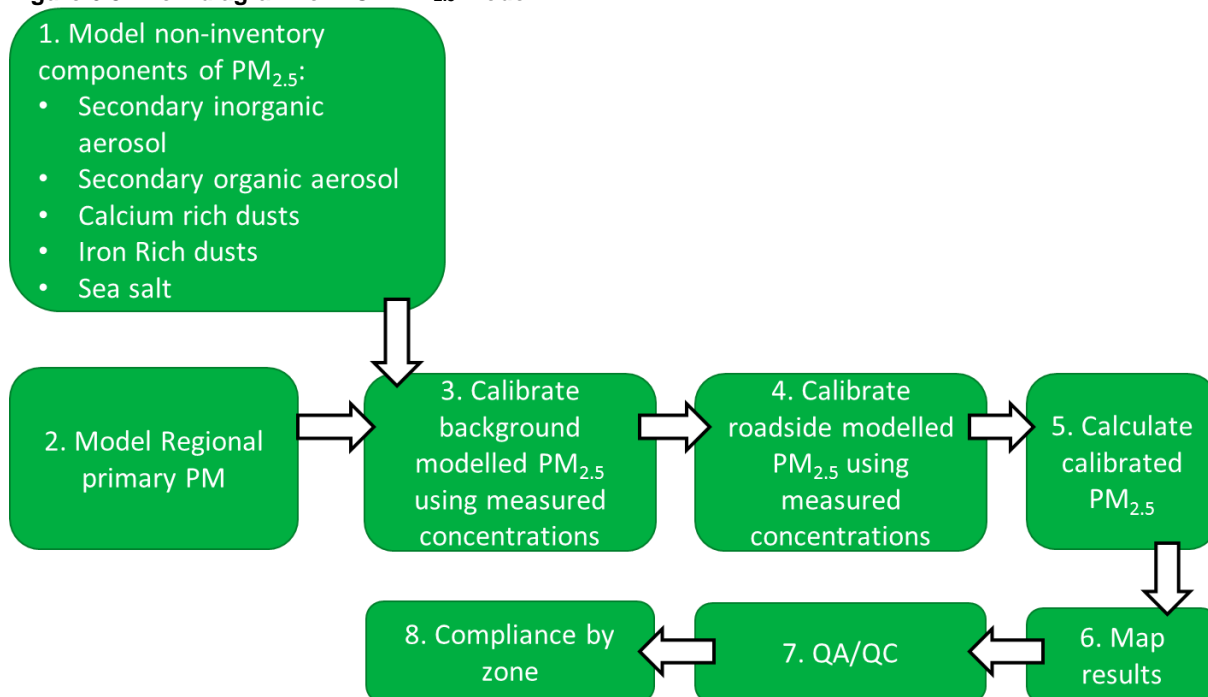 1. Model non-inventory
components of PM2.5:
• Secondary inorganic
aerosol
• Secondary organic aerosol
• Calcium rich dusts
• Iron Rich dusts
• Sea salt
2. Model Regional
primary PM
3. Calibrate
background
modelled PM2.5
using measured
concentrations
4. Calibrate
roadside modelled
PM2.5 using
measured
concentrations
5. Calculate
calibrated
PM2.5
6. Map
results
7. QA/QC
8. Compliance by
zone